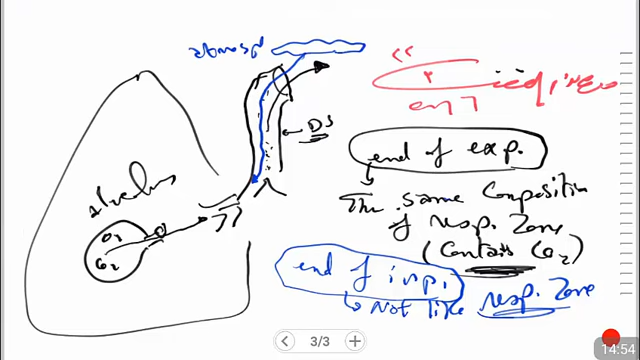 atmosph
DS
end of exp.
The same Composition
of resp. Zone
(Contains CO2)
alveolus
O2
CO2
end of insp.
Not like resp. Zone
3/3
14:54